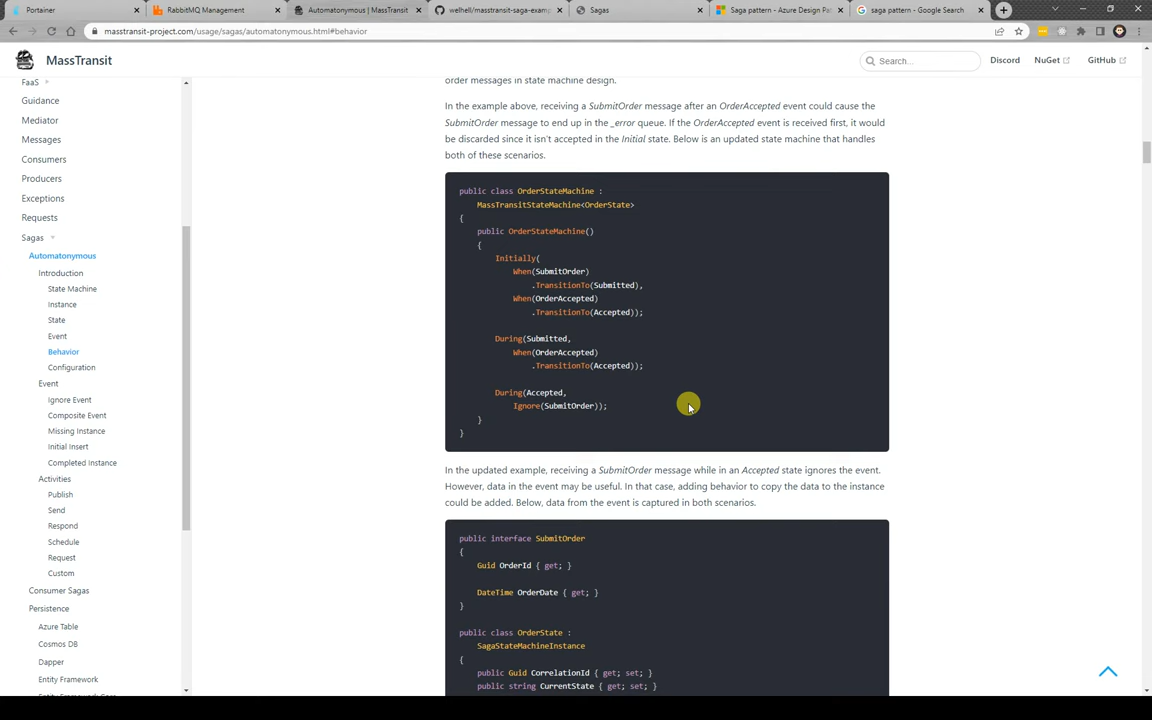 Portainer
RabbitMQ Management
Automatonymous | MassTransit
welhell/masstransit-saga-exam
Sagas
Saga pattern - Azure Design Pa
saga pattern - Google Search
masstransit-project.com/usage/sagas/automatonymous.html#behavior
MassTransit
Search...
Discord
NuGet
GitHub
FaaS
Guidance
Mediator
Messages
Consumers
Producers
Exceptions
Requests
Sagas
Automatonymous
Introduction
State Machine
Instance
State
Event
Behavior
Configuration
Event
Ignore Event
Composite Event
Missing Instance
Initial Insert
Completed Instance
Activities
Publish
Send
Respond
Schedule
Request
Custom
Consumer Sagas
Persistence
Azure Table
Cosmos DB
Dapper
Entity Framework
order messages in state machine design.
In the example above, receiving a SubmitOrder message after an OrderAccepted event could cause the
SubmitOrder message to end up in the _error queue. If the OrderAccepted event is received first, it would
be discarded since it isn't accepted in the Initial state. Below is an updated state machine that handles
both of these scenarios.
public class OrderStateMachine :
MassTransitStateMachine<OrderState>
{
public OrderStateMachine()
{
Initially(
When(SubmitOrder)
.TransitionTo(Submitted),
When(OrderAccepted)
.TransitionTo(Accepted));
During(Submitted,
When(OrderAccepted)
.TransitionTo(Accepted));
During(Accepted,
Ignore(SubmitOrder));
}
}
In the updated example, receiving a SubmitOrder message while in an Accepted state ignores the event.
However, data in the event may be useful. In that case, adding behavior to copy the data to the instance
could be added. Below, data from the event is captured in both scenarios.
public interface SubmitOrder
{
Guid OrderId { get; }
DateTime OrderDate { get; }
}
public class OrderState :
SagaStateMachineInstance
{
public Guid CorrelationId { get; set; }
public string CurrentState { get; set; }